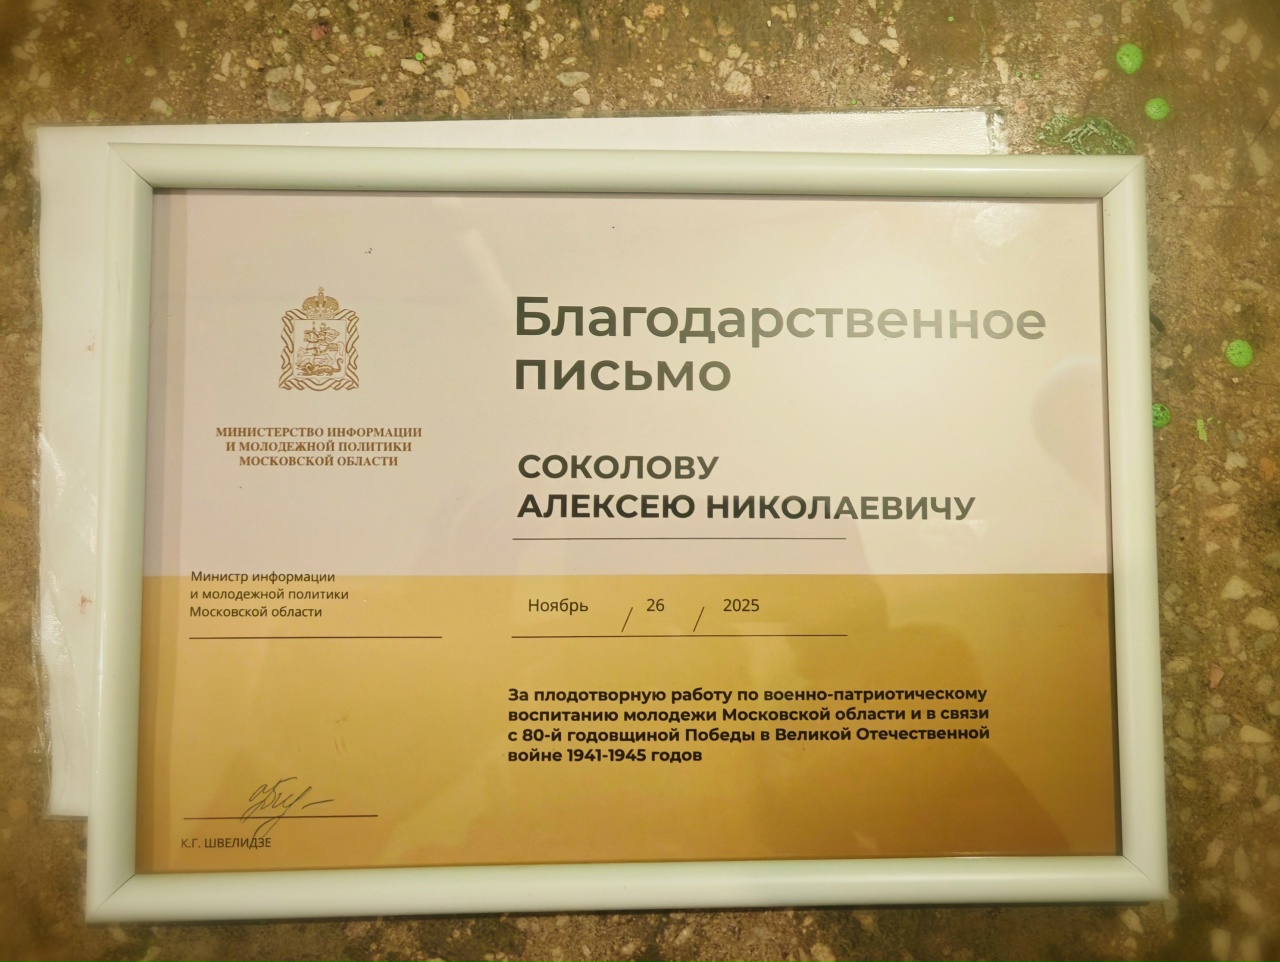 Благодарственное
письмо
МИНИСТЕРСТВО ИНФОРМАЦИИ
И МОЛОДЕЖНОЙ ПОЛИТИКИ
МОСКОВСКОЙ ОБЛАСТИ
СОКОЛОВУ
АЛЕКСЕЮ НИКОЛАЕВИЧУ
Министр информации
и молодежной политики
Московской области
Ноябрь / 26 / 2025
За плодотворную работу по военно-патриотическому
воспитанию молодежи Московской области и в связи
с 80-й годовщиной Победы в Великой Отечественной
войне 1941-1945 годов
К.Г. ШВЕЛИДЗЕ